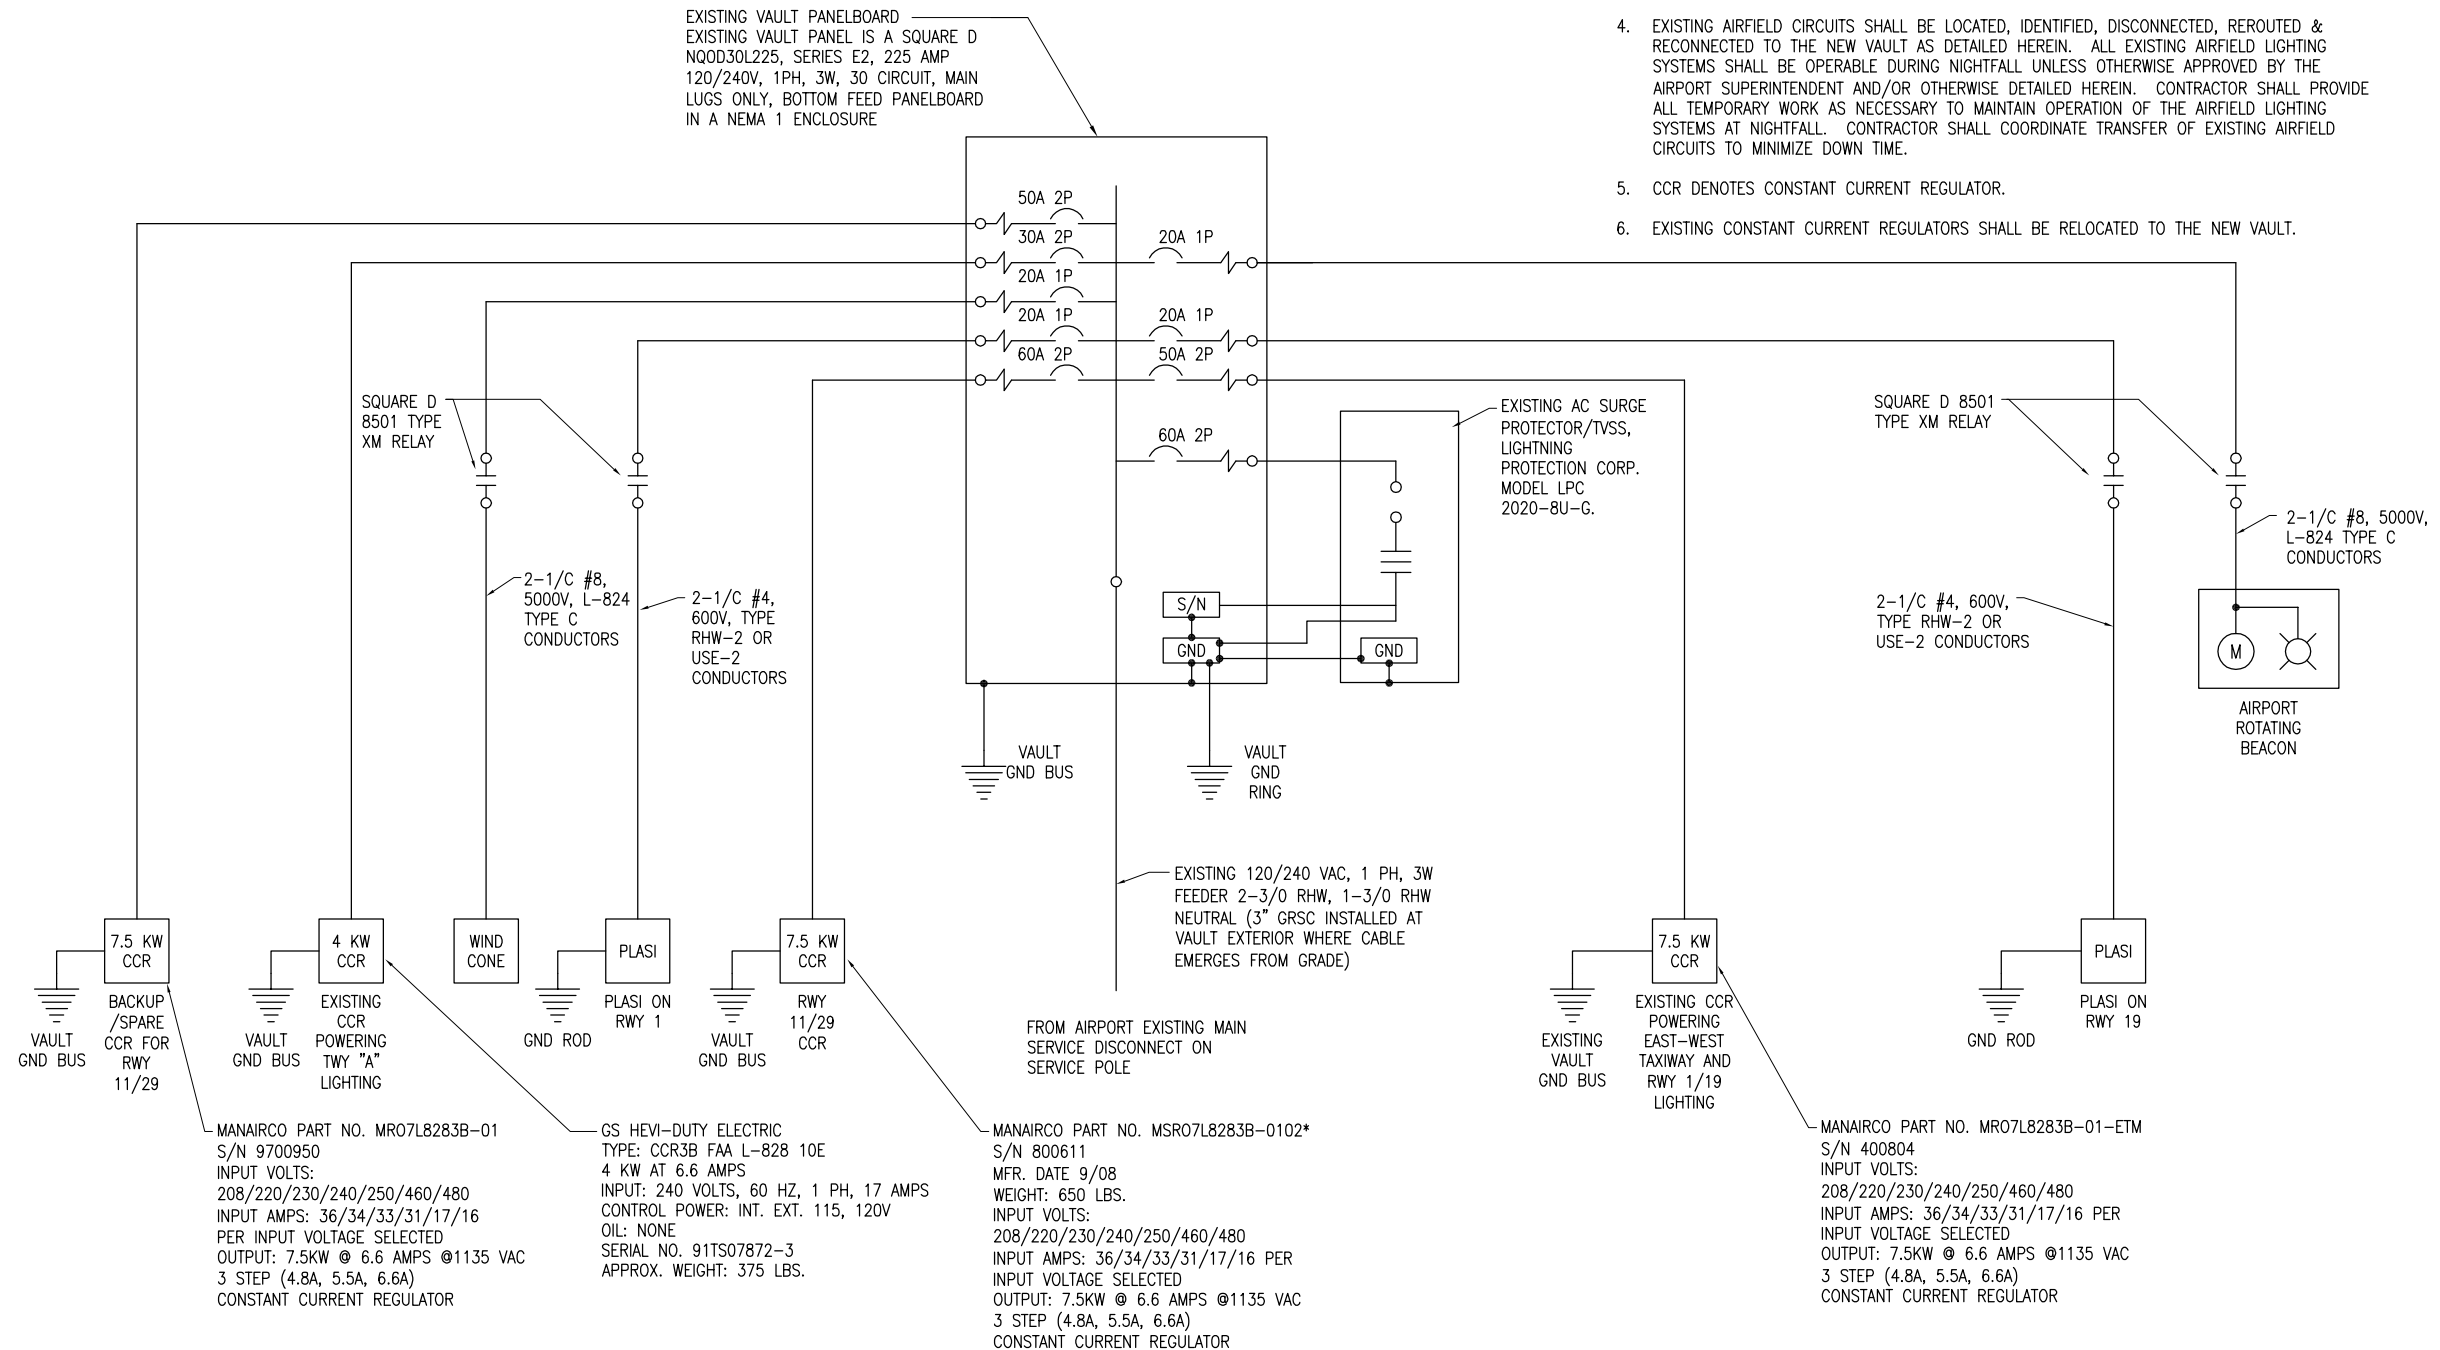 EXISTING VAULT PANELBOARD
EXISTING VAULT PANEL IS A SQUARE D
NQOD30L225, SERIES E2, 225 AMP
120/240V, 1PH, 3W, 30 CIRCUIT, MAIN
LUGS ONLY, BOTTOM FEED PANELBOARD
IN A NEMA 1 ENCLOSURE
4. EXISTING AIRFIELD CIRCUITS SHALL BE LOCATED, IDENTIFIED, DISCONNECTED, REROUTED &
RECONNECTED TO THE NEW VAULT AS DETAILED HEREIN. ALL EXISTING AIRFIELD LIGHTING
SYSTEMS SHALL BE OPERABLE DURING NIGHTFALL UNLESS OTHERWISE APPROVED BY THE
AIRPORT SUPERINTENDENT AND/OR OTHERWISE DETAILED HEREIN. CONTRACTOR SHALL PROVIDE
ALL TEMPORARY WORK AS NECESSARY TO MAINTAIN OPERATION OF THE AIRFIELD LIGHTING
SYSTEMS AT NIGHTFALL. CONTRACTOR SHALL COORDINATE TRANSFER OF EXISTING AIRFIELD
CIRCUITS TO MINIMIZE DOWN TIME.
5. CCR DENOTES CONSTANT CURRENT REGULATOR.
6. EXISTING CONSTANT CURRENT REGULATORS SHALL BE RELOCATED TO THE NEW VAULT.
50A 2P
30A 2P
20A 1P
20A 1P
60A 2P
20A 1P
20A 1P
50A 2P
60A 2P
SQUARE D
8501 TYPE
XM RELAY
EXISTING AC SURGE
PROTECTOR/TVSS,
LIGHTNING
PROTECTION CORP.
MODEL LPC
2020-8U-G.
SQUARE D 8501
TYPE XM RELAY
2-1/C #8, 5000V,
L-824 TYPE C
CONDUCTORS
2-1/C #8,
5000V, L-824
TYPE C
CONDUCTORS
2-1/C #4,
600V, TYPE
RHW-2 OR
USE-2
CONDUCTORS
S/N
GND
GND
2-1/C #4, 600V,
TYPE RHW-2 OR
USE-2 CONDUCTORS
M
AIRPORT
ROTATING
BEACON
VAULT
GND BUS
VAULT
GND
RING
EXISTING 120/240 VAC, 1 PH, 3W
FEEDER 2-3/0 RHW, 1-3/0 RHW
NEUTRAL (3" GRSC INSTALLED AT
VAULT EXTERIOR WHERE CABLE
EMERGES FROM GRADE)
FROM AIRPORT EXISTING MAIN
SERVICE DISCONNECT ON
SERVICE POLE
7.5 KW
CCR
VAULT
GND BUS
BACKUP
/SPARE
CCR FOR
RWY
11/29
4 KW
CCR
VAULT
GND BUS
EXISTING
CCR
POWERING
TWY "A"
LIGHTING
WIND
CONE
PLASI
GND ROD
PLASI ON
RWY 1
7.5 KW
CCR
VAULT
GND BUS
RWY
11/29
CCR
7.5 KW
CCR
EXISTING
VAULT
GND BUS
EXISTING CCR
POWERING
EAST-WEST
TAXIWAY AND
RWY 1/19
LIGHTING
PLASI
GND ROD
PLASI ON
RWY 19
MANAIRCO PART NO. MRO7L8283B-01
S/N 9700950
INPUT VOLTS:
208/220/230/240/250/460/480
INPUT AMPS: 36/34/33/31/17/16
PER INPUT VOLTAGE SELECTED
OUTPUT: 7.5KW @ 6.6 AMPS @1135 VAC
3 STEP (4.8A, 5.5A, 6.6A)
CONSTANT CURRENT REGULATOR
GS HEVI-DUTY ELECTRIC
TYPE: CCR3B FAA L-828 10E
4 KW AT 6.6 AMPS
INPUT: 240 VOLTS, 60 HZ, 1 PH, 17 AMPS
CONTROL POWER: INT. EXT. 115, 120V
OIL: NONE
SERIAL NO. 91TS07872-3
APPROX. WEIGHT: 375 LBS.
MANAIRCO PART NO. MSRO7L8283B-0102*
S/N 800611
MFR. DATE 9/08
WEIGHT: 650 LBS.
INPUT VOLTS:
208/220/230/240/250/460/480
INPUT AMPS: 36/34/33/31/17/16 PER
INPUT VOLTAGE SELECTED
OUTPUT: 7.5KW @ 6.6 AMPS @1135 VAC
3 STEP (4.8A, 5.5A, 6.6A)
CONSTANT CURRENT REGULATOR
MANAIRCO PART NO. MRO7L8283B-01-ETM
S/N 400804
INPUT VOLTS:
208/220/230/240/250/460/480
INPUT AMPS: 36/34/33/31/17/16 PER
INPUT VOLTAGE SELECTED
OUTPUT: 7.5KW @ 6.6 AMPS @1135 VAC
3 STEP (4.8A, 5.5A, 6.6A)
CONSTANT CURRENT REGULATOR